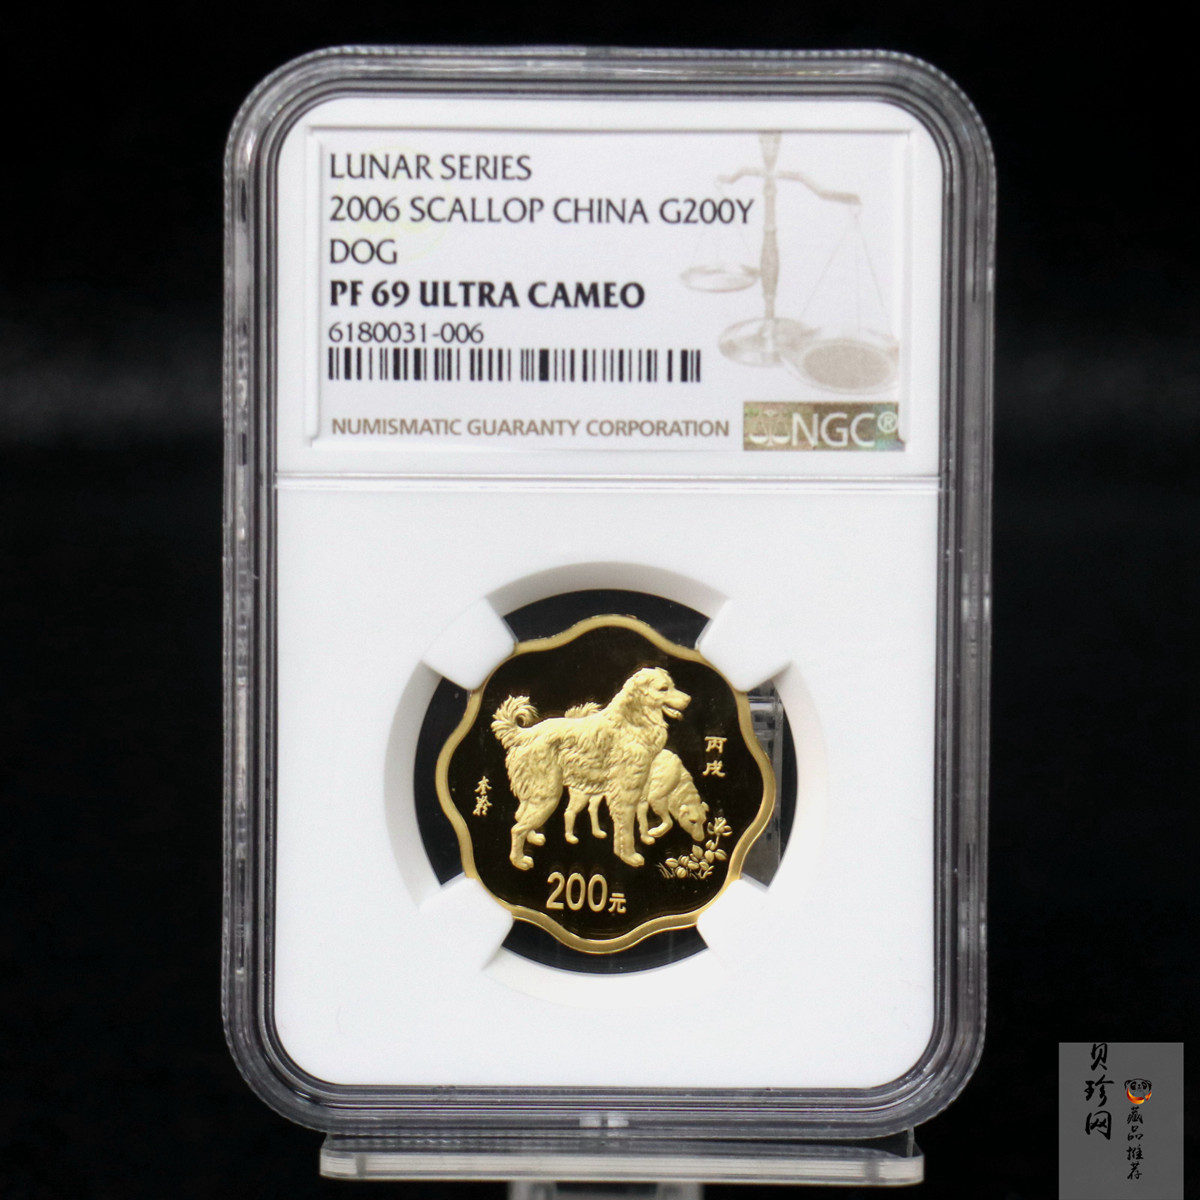 LUNAR SERIES
2006 SCALLOP CHINA G200Y
DOG
PF 69 ULTRA CAMEO
6180031-006
NUMISMATIC GUARANTY CORPORATION
NGC®
丙戌
200元
贝珍网
藏品推荐